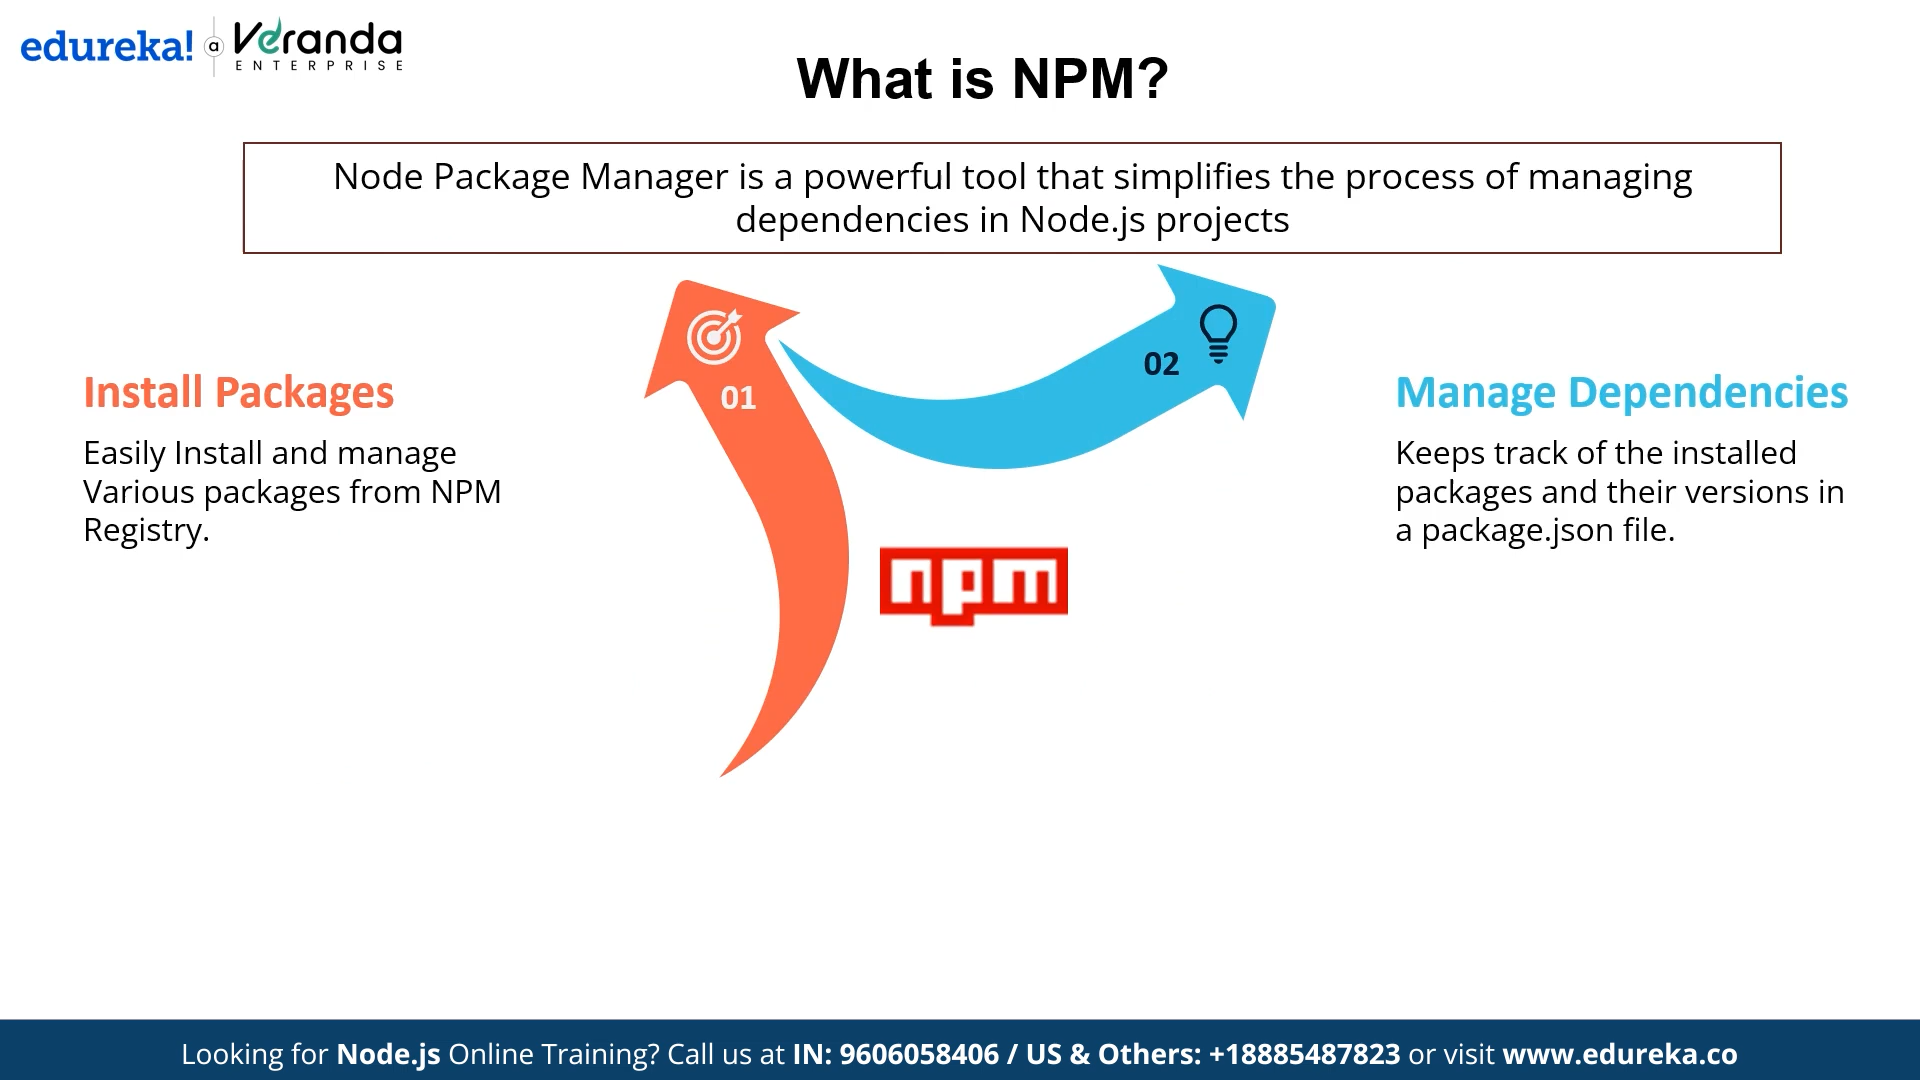 edureka! a Veranda
ENTERPRISE
What is NPM?
Node Package Manager is a powerful tool that simplifies the process of managing
dependencies in Node.js projects
01
02
Install Packages
Easily Install and manage
Various packages from NPM
Registry.
Manage Dependencies
Keeps track of the installed
packages and their versions in
a package.json file.
npm
Looking for Node.js Online Training? Call us at IN: 9606058406 / US & Others: +18885487823 or visit www.edureka.co